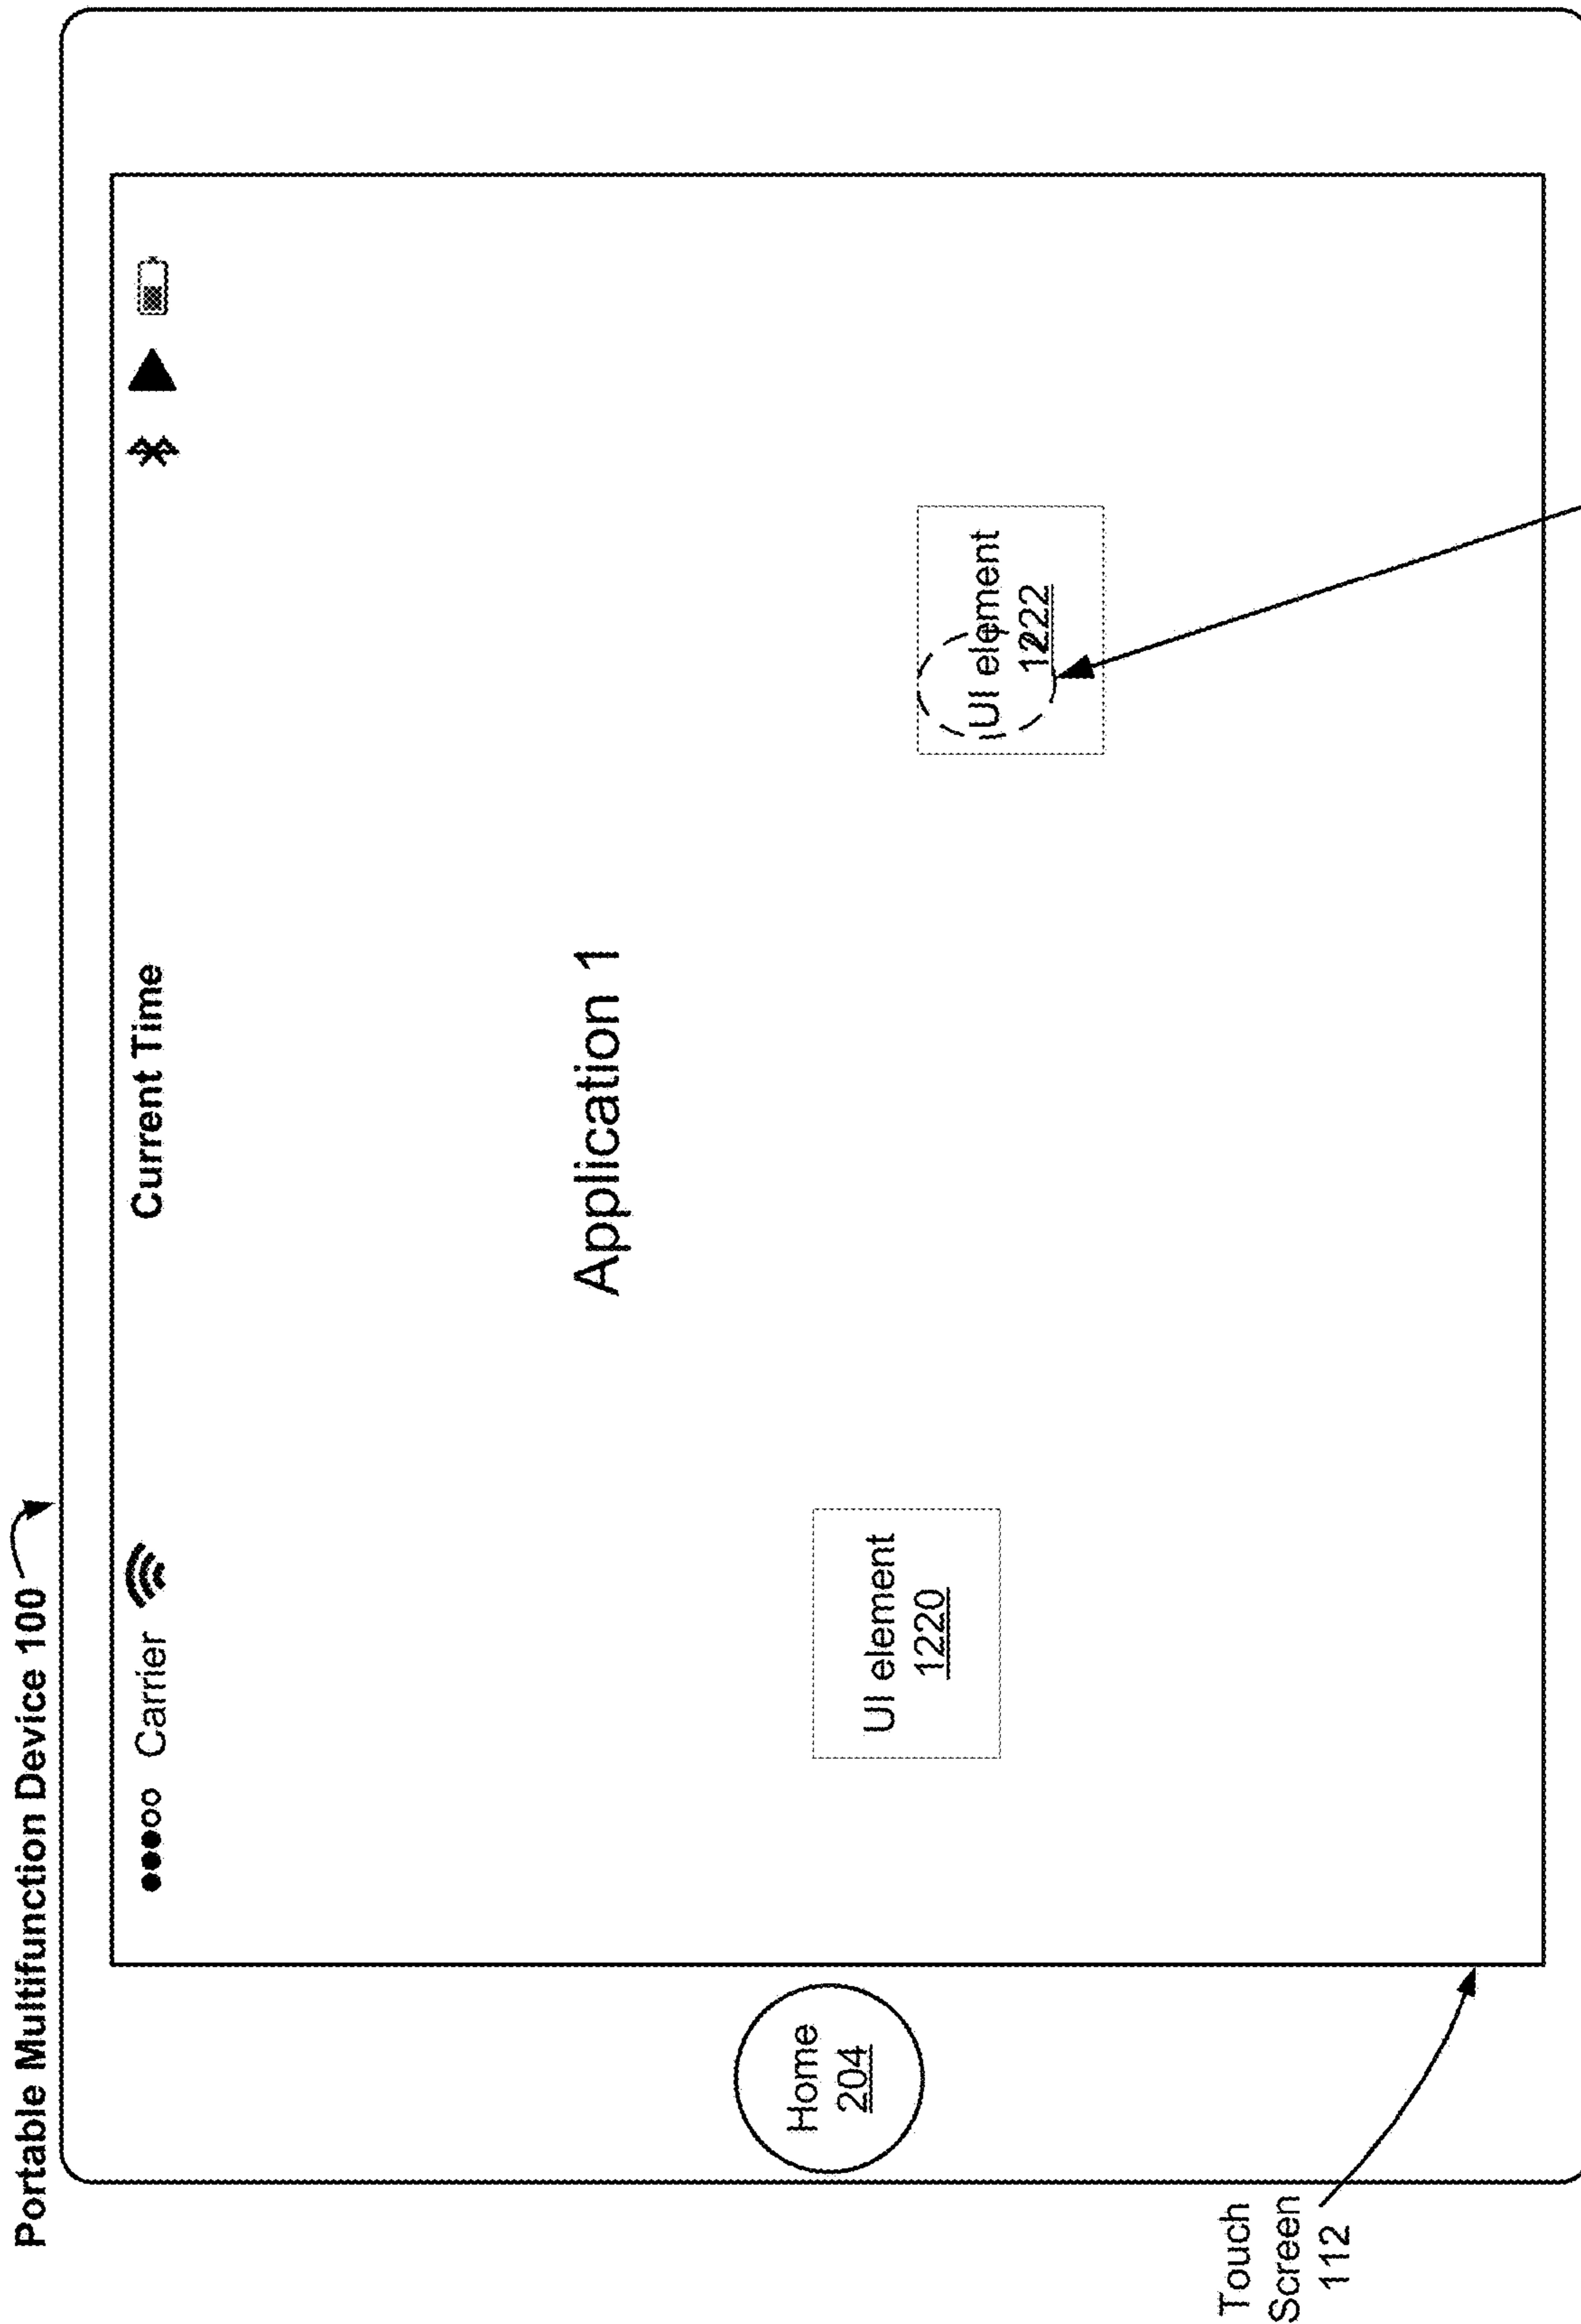 Portable Multifunction Device 100
Carrier
Current Time
Application 1
UI element
1220
UI element
1222
Home
204
Touch
Screen
112